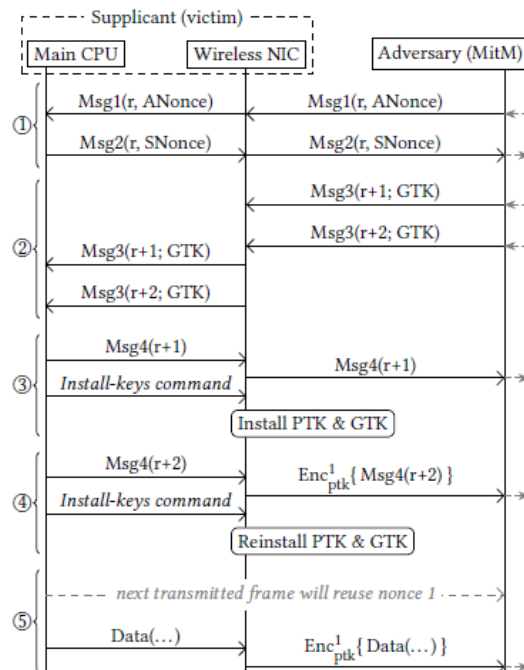 Supplicant (victim)
Main CPU Wireless NIC Adversary (MitM)
① Msg1(r, ANonce) Msg1(r, ANonce)
Msg2(r, SNonce) Msg2(r, SNonce)
② Msg3(r+1; GTK)
Msg3(r+2; GTK)
Msg3(r+1; GTK)
Msg3(r+2; GTK)
③ Msg4(r+1) Msg4(r+1)
Install-keys command
Install PTK & GTK
④ Msg4(r+2) Enc¹ₚₜₖ{ Msg4(r+2) }
Install-keys command
Reinstall PTK & GTK
⑤ next transmitted frame will reuse nonce 1
Data(…) Enc¹ₚₜₖ{ Data(…) }